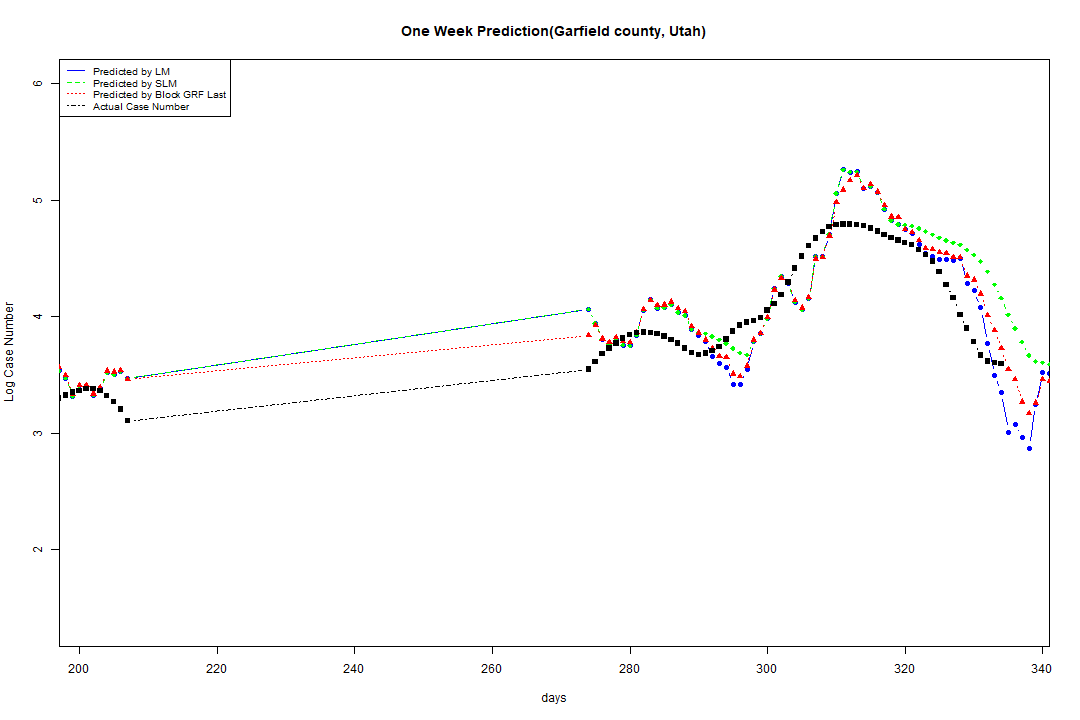 One Week Prediction(Garfield county, Utah)
Predicted by LM
Predicted by SLM
Predicted by Block GRF Last
Actual Case Number
6
5
4
3
2
Log Case Number
200 220 240 260 280 300 320 340
days